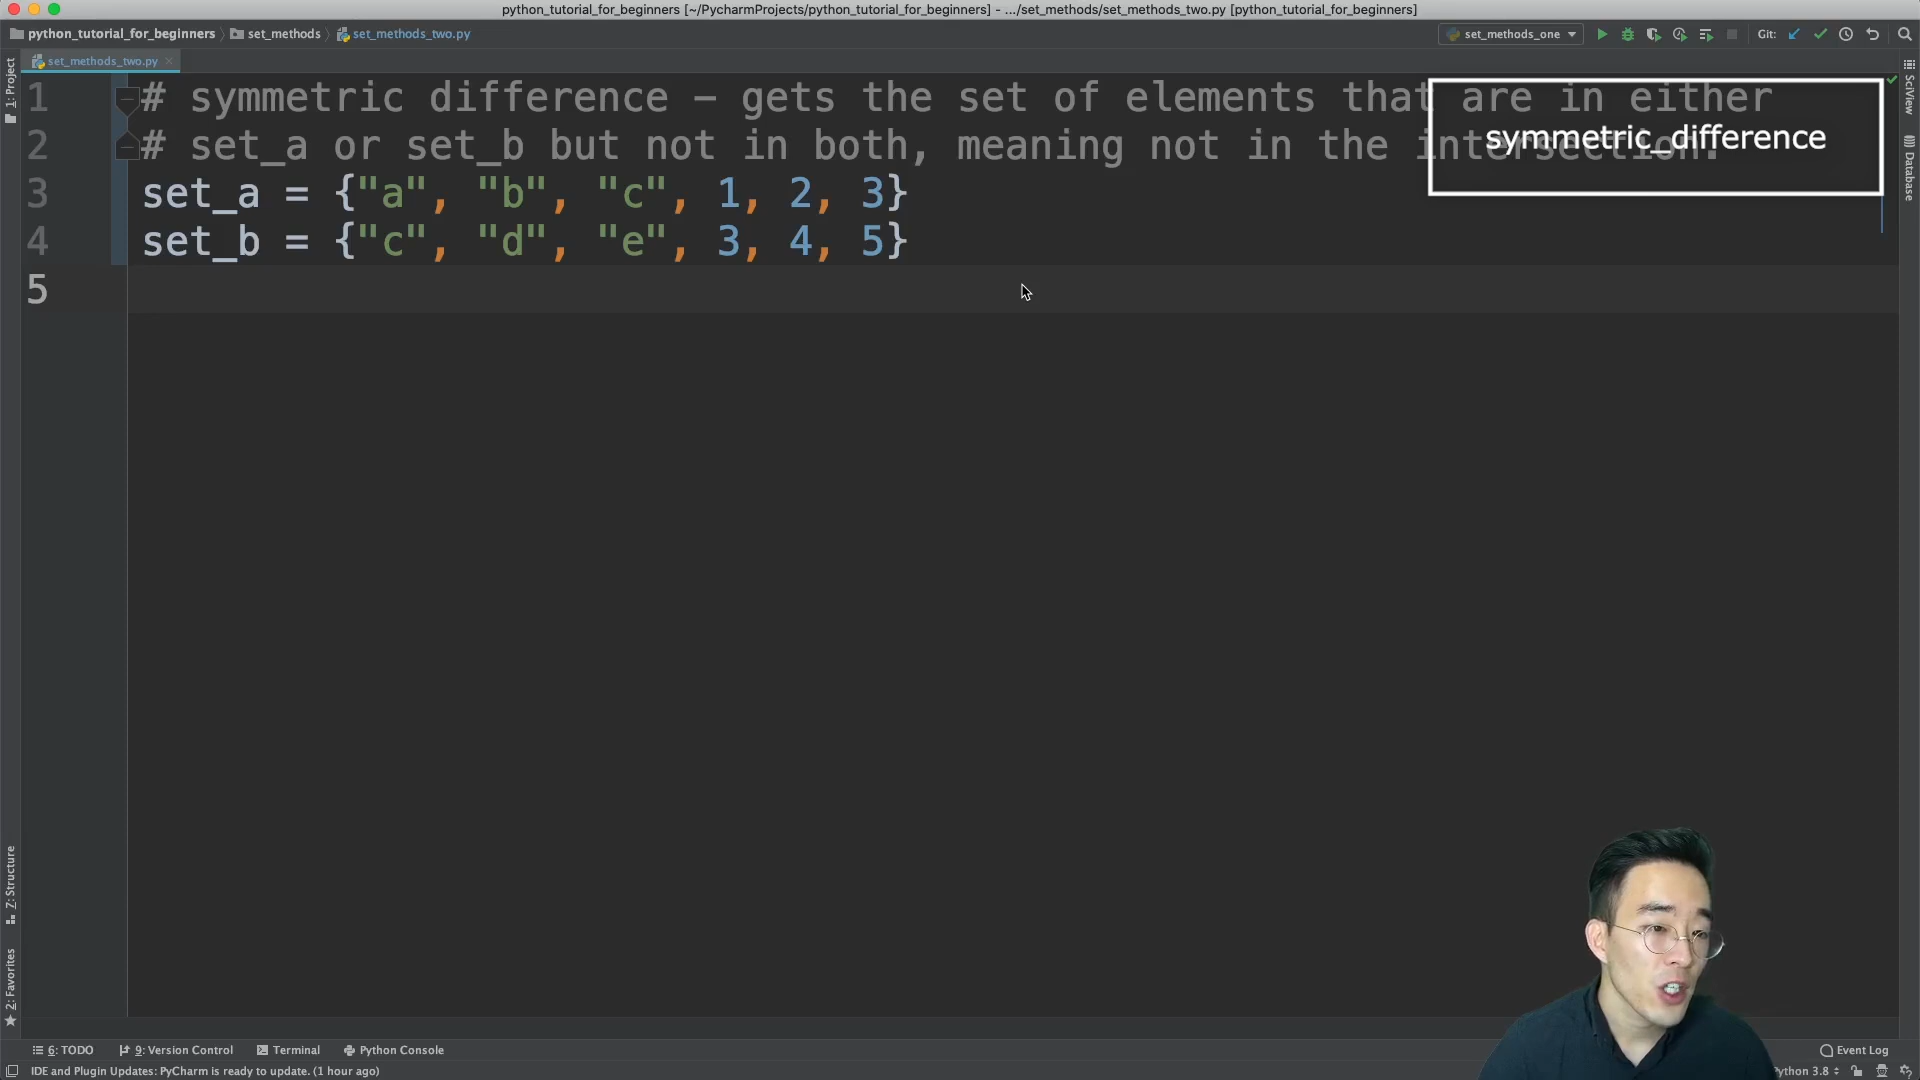 python_tutorial_for_beginners [~/PycharmProjects/python_tutorial_for_beginners] - .../set_methods/set_methods_two.py [python_tutorial_for_beginners]
python_tutorial_for_beginners set_methods set_methods_two.py
set_methods_one Git:
set_methods_two.py
1: Project
SciView
Database
1 # symmetric difference – gets the set of elements that are in either
2 # set_a or set_b but not in both, meaning not in the intersection.
symmetric_difference
3 set_a = {"a", "b", "c", 1, 2, 3}
4 set_b = {"c", "d", "e", 3, 4, 5}
5
Z: Structure
2: Favorites
6: TODO 9: Version Control Terminal Python Console Event Log
IDE and Plugin Updates: PyCharm is ready to update. (1 hour ago) 3.8